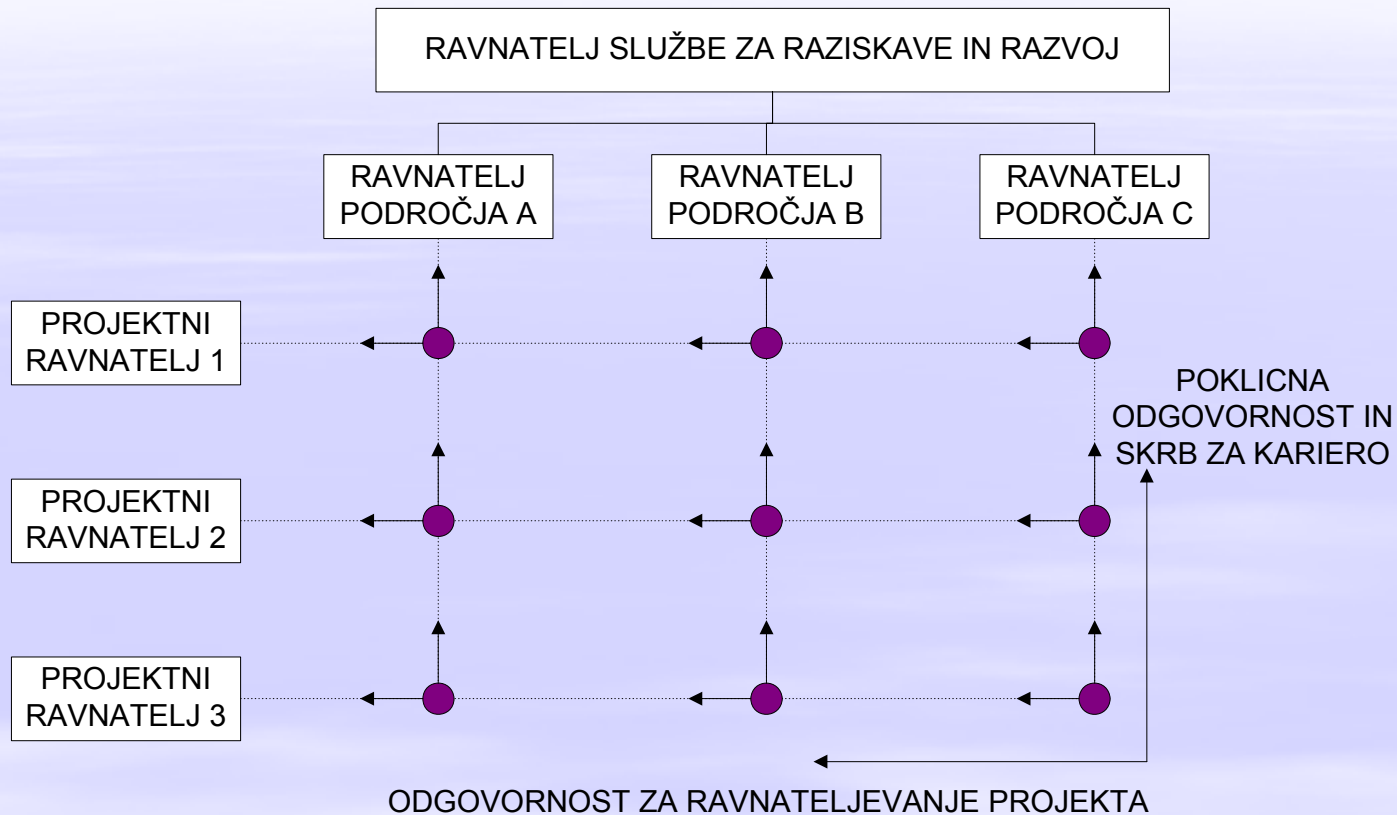 RAVNATELJ SLUŽBE ZA RAZISKAVE IN RAZVOJ
RAVNATELJ
PODROČJA A
RAVNATELJ
PODROČJA B
RAVNATELJ
PODROČJA C
PROJEKTNI
RAVNATELJ 1
POKLICNA
ODGOVORNOST IN
SKRB ZA KARIERO
PROJEKTNI
RAVNATELJ 2
PROJEKTNI
RAVNATELJ 3
ODGOVORNOST ZA RAVNATELJEVANJE PROJEKTA